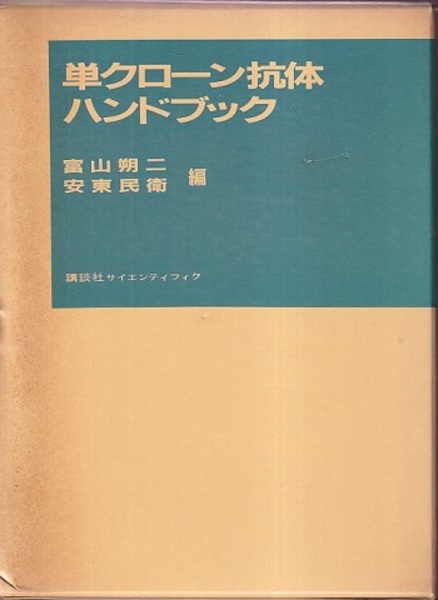 単クローン抗体
ハンドブック
富山朔二
安東民衛 編
講談社サイエンティフィク